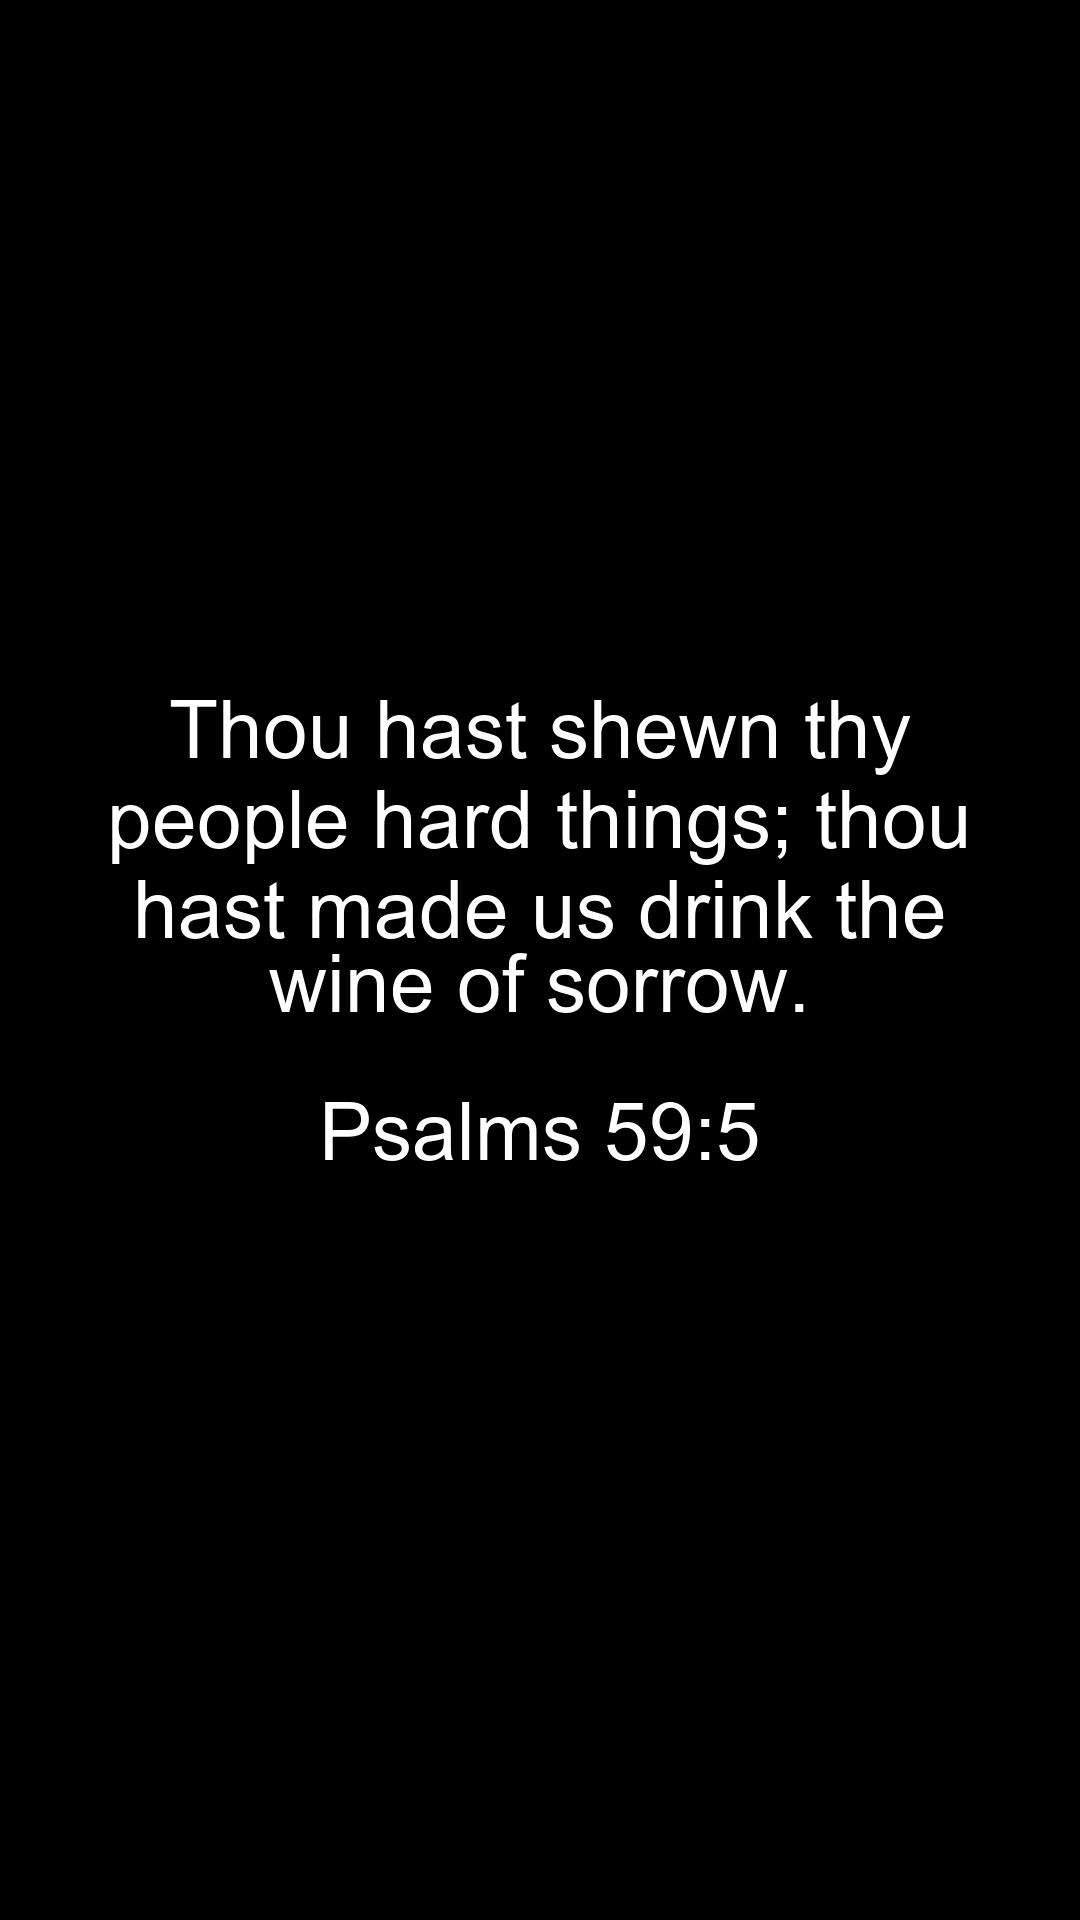 Thou hast shewn thy
people hard things; thou
hast made us drink the
wine of sorrow.
Psalms 59:5